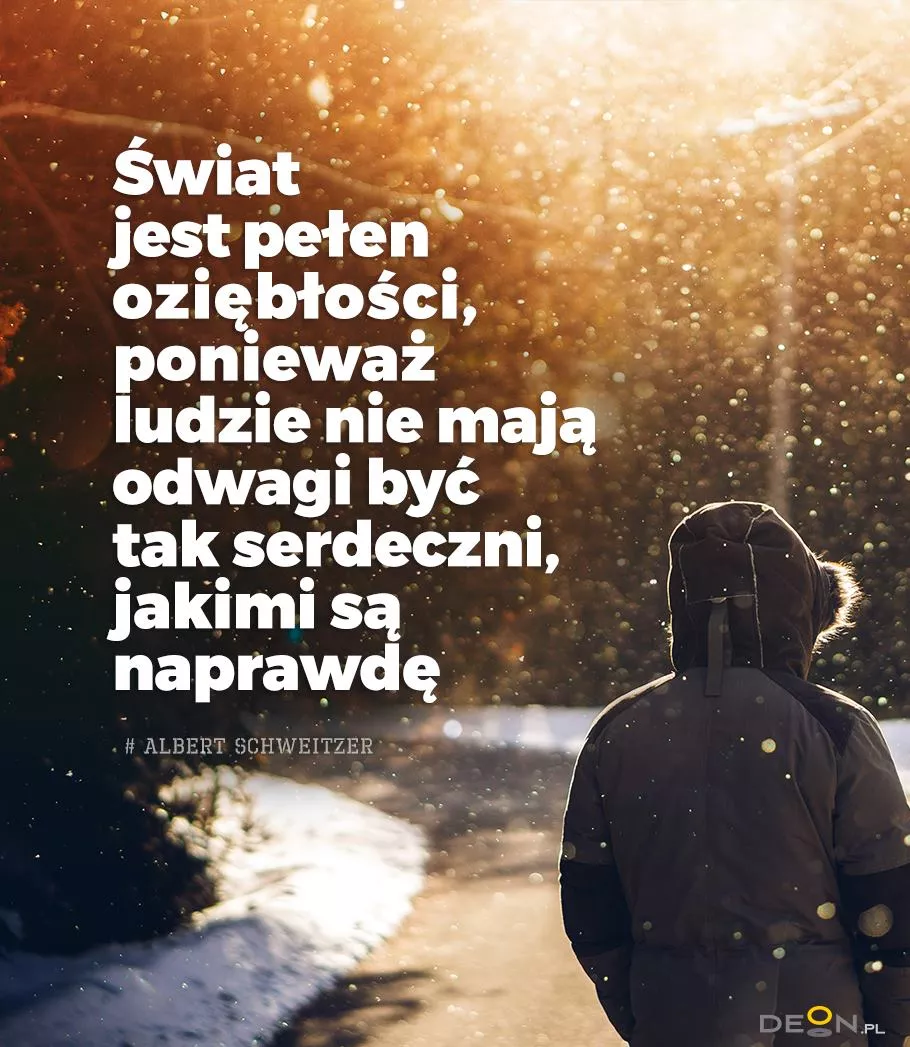 Świat
jest pełen
oziębłości,
ponieważ
ludzie nie mają
odwagi być
tak serdeczni,
jakimi są
naprawdę
# ALBERT SCHWEITZER
DEON.PL